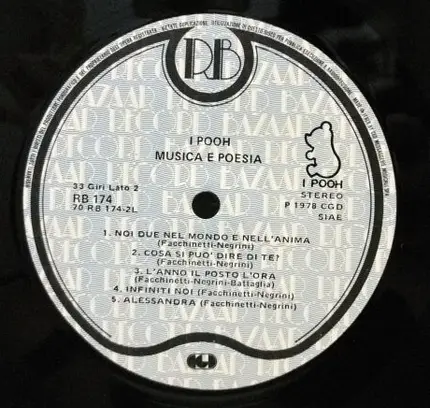 RB
I POOH
MUSICA E POESIA
33 Giri Lato 2
RB 174
70 RB 174-2L
I POOH
STEREO
P 1978 CGD
SIAE
1. NOI DUE NEL MONDO E NELL'ANIMA
(Facchinetti-Negrini)
2. COSA SI PUO' DIRE DI TE?
(Facchinetti-Negrini)
3. L'ANNO IL POSTO L'ORA
(Facchinetti-Negrini-Battaglia)
4. INFINITI NOI (Facchinetti-Negrini)
5. ALESSANDRA (Facchinetti-Negrini)
RECORD BAZAAR